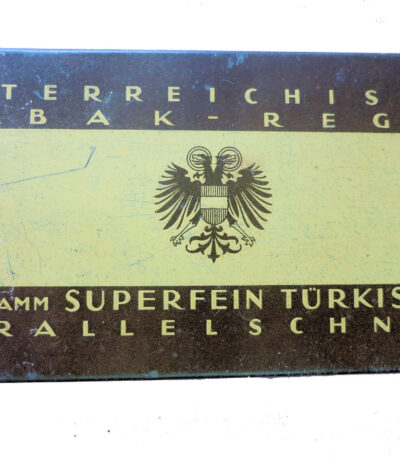 TERREICHIS
BAK-REG
AMM SUPERFEIN TÜRKIS
RALLELSCHN